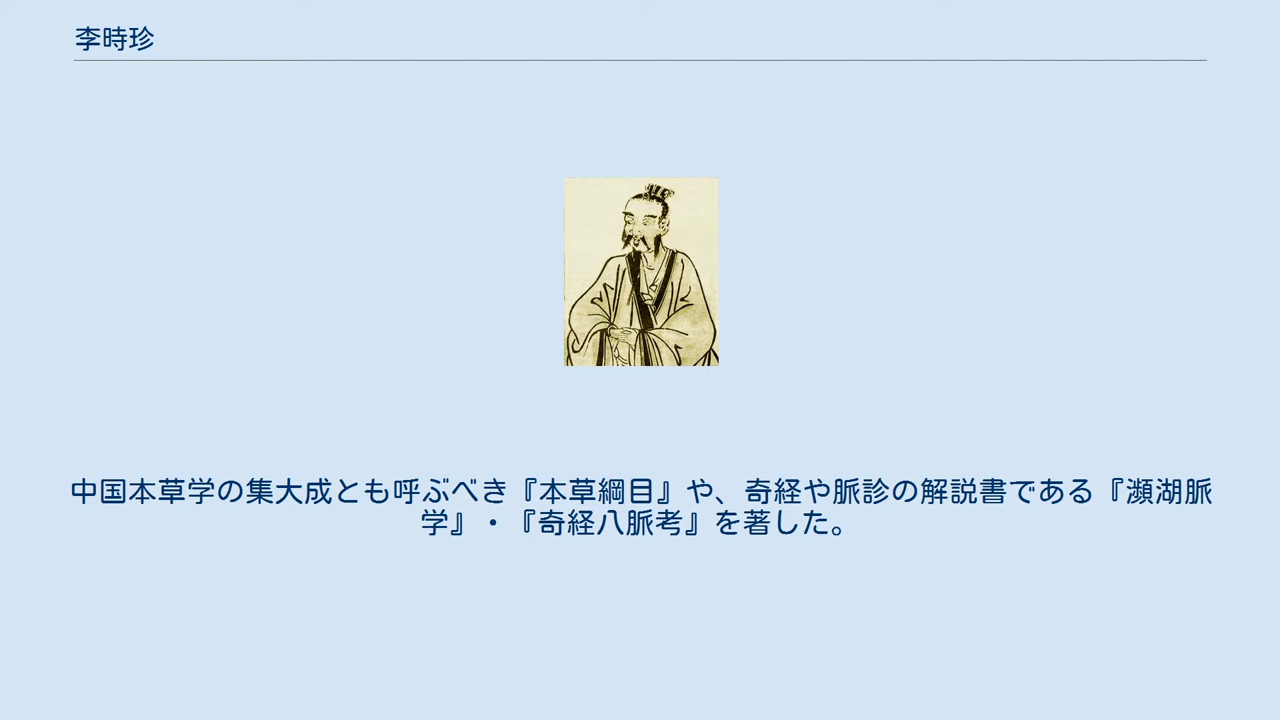 李時珍
中国本草学の集大成とも呼ぶべき『本草綱目』や、奇経や脈診の解説書である『瀕湖脈
学』・『奇経八脈考』を著した。